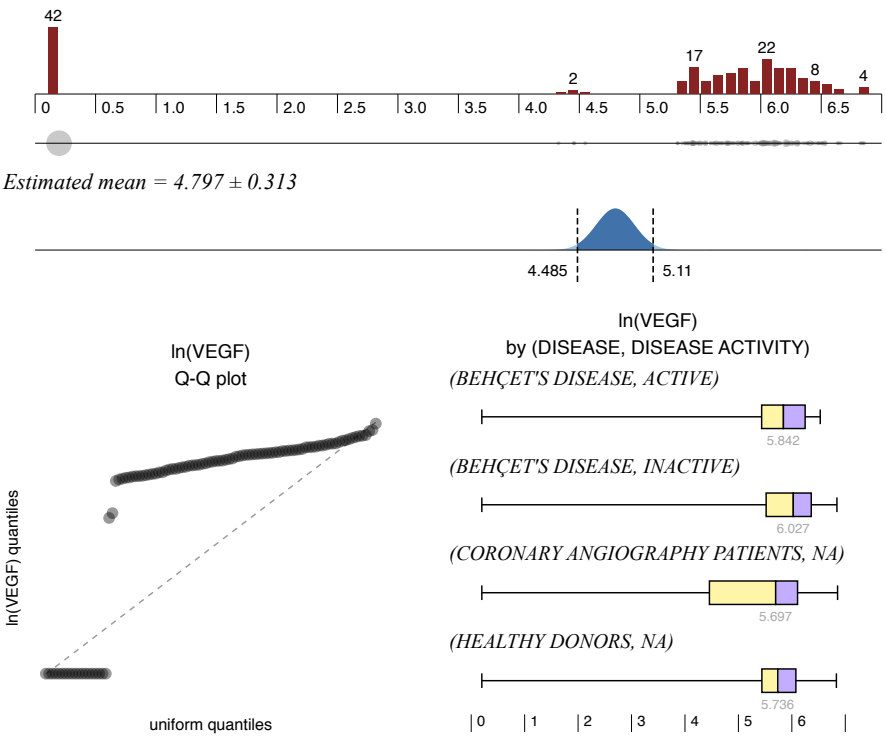 42
2
17
22
8
4
0 0.5 1.0 1.5 2.0 2.5 3.0 3.5 4.0 4.5 5.0 5.5 6.0 6.5
Estimated mean = 4.797 ± 0.313
4.485
5.11
ln(VEGF)
Q-Q plot
ln(VEGF) quantiles
uniform quantiles
ln(VEGF)
by (DISEASE, DISEASE ACTIVITY)
(BEHÇET'S DISEASE, ACTIVE)
5.842
(BEHÇET'S DISEASE, INACTIVE)
6.027
(CORONARY ANGIOGRAPHY PATIENTS, NA)
5.697
(HEALTHY DONORS, NA)
5.736
0 1 2 3 4 5 6